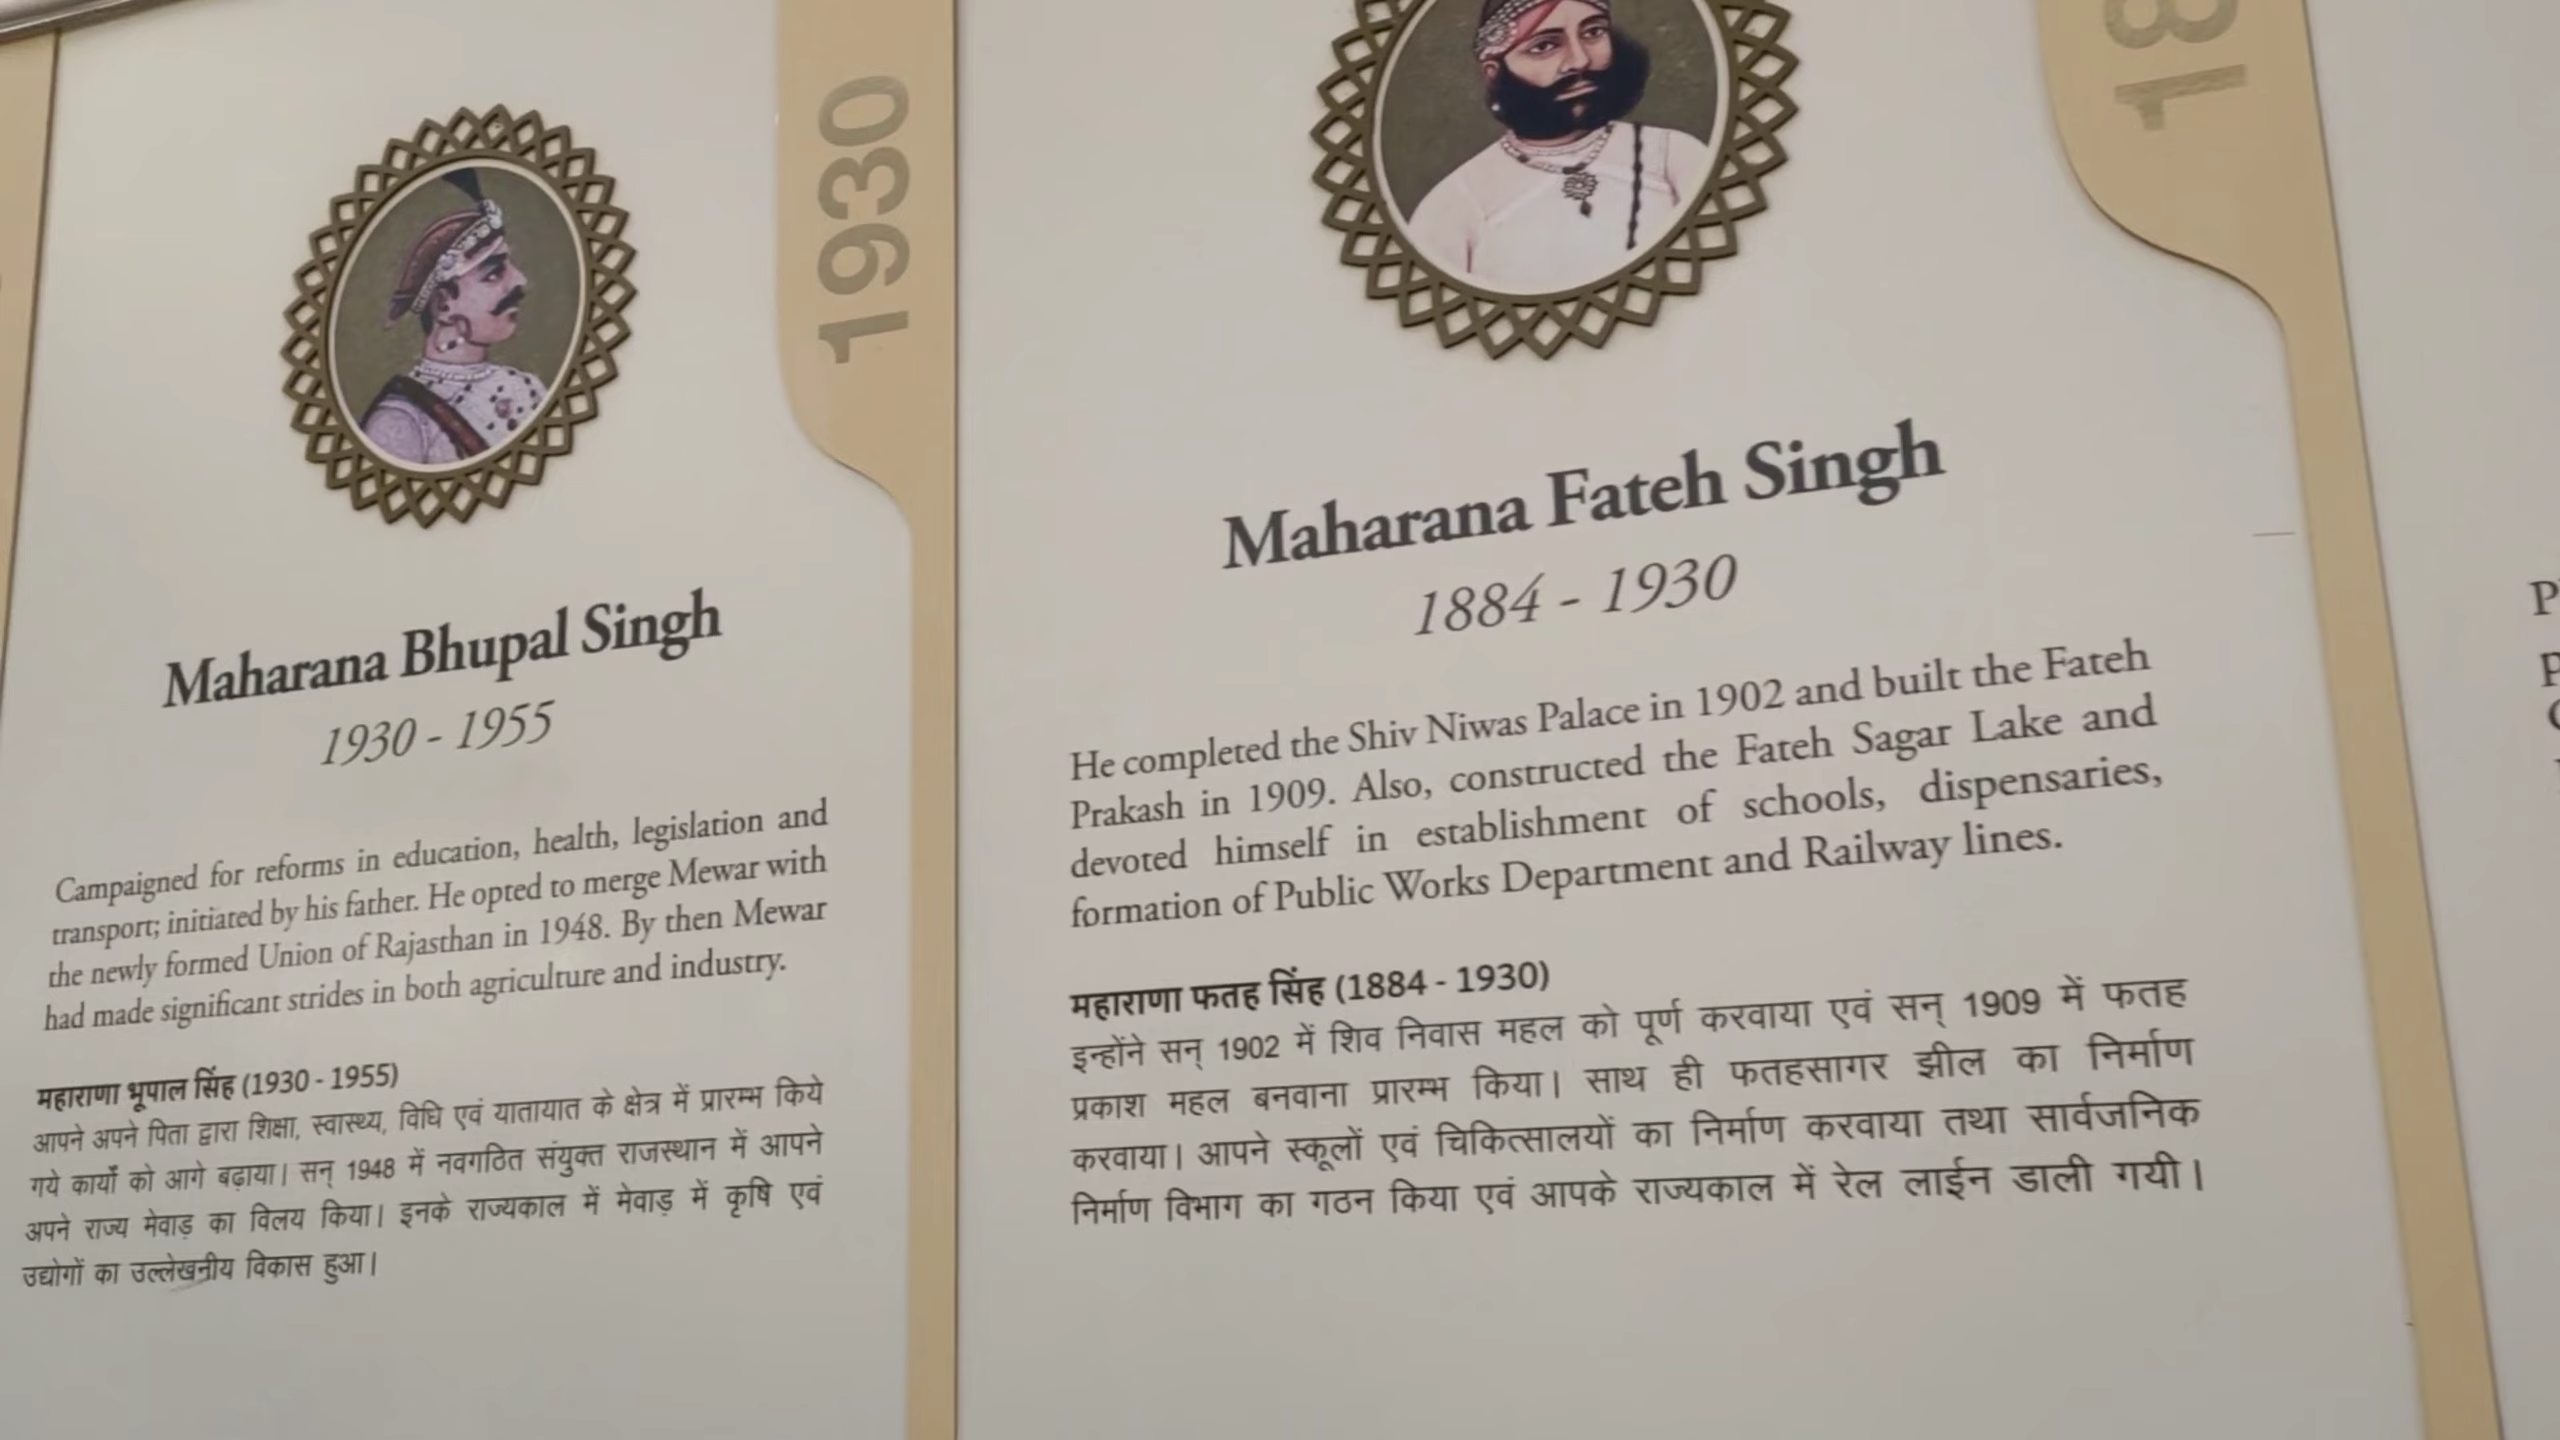 1930
Maharana Bhupal Singh
1930 - 1955
Campaigned for reforms in education, health, legislation and
transport; initiated by his father. He opted to merge Mewar with
the newly formed Union of Rajasthan in 1948. By then Mewar
had made significant strides in both agriculture and industry.
महाराणा भूपाल सिंह (1930 - 1955)
आपने अपने पिता द्वारा शिक्षा, स्वास्थ्य, विधि एवं यातायात के क्षेत्र में प्रारम्भ किये
गये कार्यों को आगे बढ़ाया। सन् 1948 में नवगठित संयुक्त राजस्थान में आपने
अपने राज्य मेवाड़ का विलय किया। इनके राज्यकाल में मेवाड़ में कृषि एवं
उद्योगों का उल्लेखनीय विकास हुआ।
18
Maharana Fateh Singh
1884 - 1930
He completed the Shiv Niwas Palace in 1902 and built the Fateh
Prakash in 1909. Also, constructed the Fateh Sagar Lake and
devoted himself in establishment of schools, dispensaries,
formation of Public Works Department and Railway lines.
महाराणा फतह सिंह (1884 - 1930)
इन्होंने सन् 1902 में शिव निवास महल को पूर्ण करवाया एवं सन् 1909 में फतह
प्रकाश महल बनवाना प्रारम्भ किया। साथ ही फतहसागर झील का निर्माण
करवाया। आपने स्कूलों एवं चिकित्सालयों का निर्माण करवाया तथा सार्वजनिक
निर्माण विभाग का गठन किया एवं आपके राज्यकाल में रेल लाईन डाली गयी।